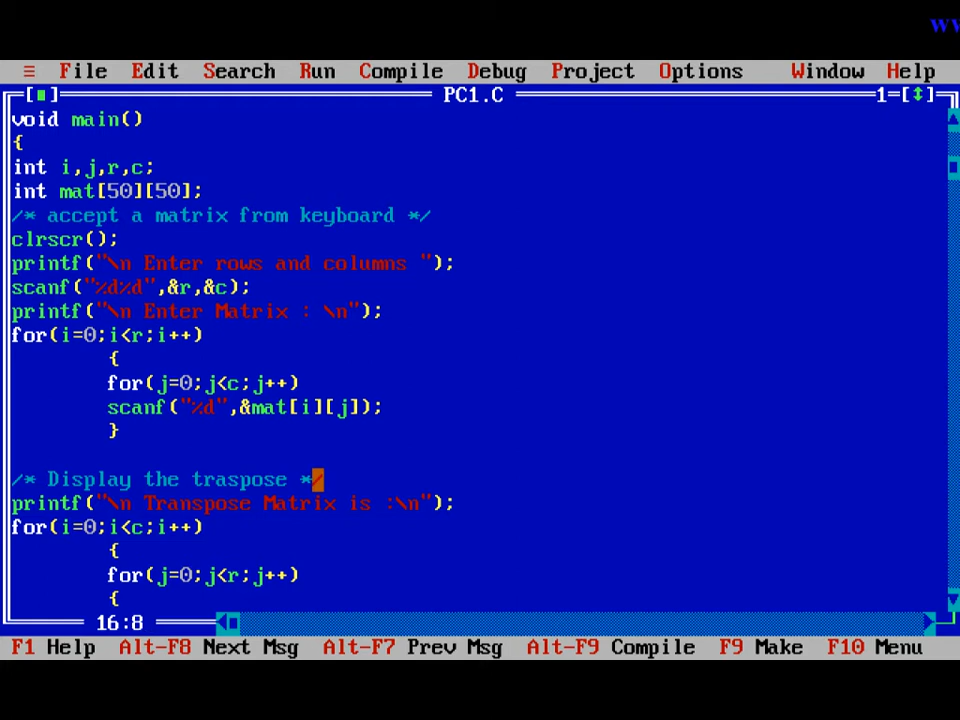 ≡ File Edit Search Run Compile Debug Project Options Window Help
[■] PC1.C 1=[↕]
void main()
{
int i,j,r,c;
int mat[50][50];
/* accept a matrix from keyboard */
clrscr();
printf("\n Enter rows and columns ");
scanf("%d%d",&r,&c);
printf("\n Enter Matrix : \n");
for(i=0;i<r;i++)
{
for(j=0;j<c;j++)
scanf("%d",&mat[i][j]);
}
/* Display the traspose */
printf("\n Transpose Matrix is :\n");
for(i=0;i<c;i++)
{
for(j=0;j<r;j++)
{
16:8
F1 Help Alt-F8 Next Msg Alt-F7 Prev Msg Alt-F9 Compile F9 Make F10 Menu